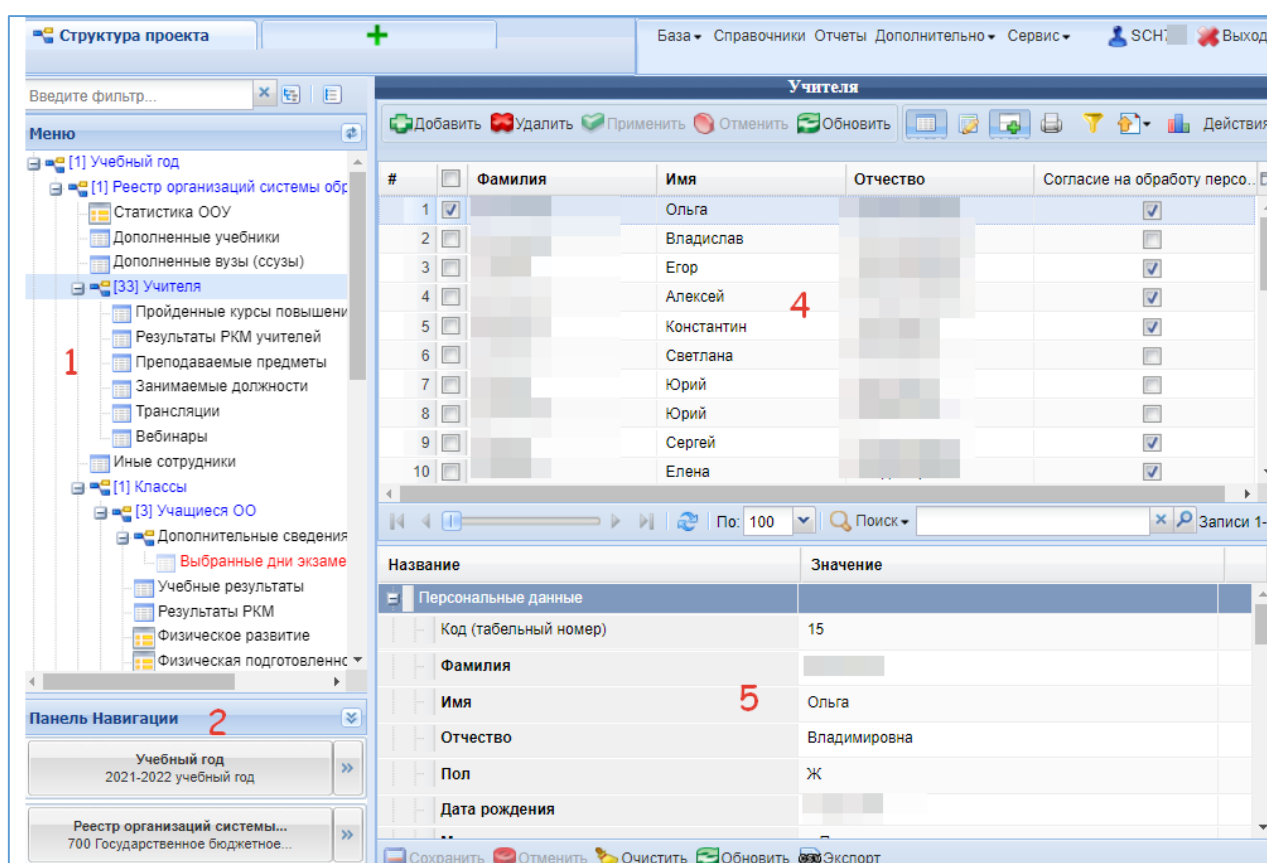 Структура проекта
База Справочники Отчеты Дополнительно Сервис SCH7 Выход
Введите фильтр...
Меню
[1] Учебный год
[1] Реестр организаций системы обр
Статистика ООУ
Дополненные учебники
Дополненные вузы (ссузы)
[33] Учителя
Пройденные курсы повышени
Результаты РКМ учителей
1
Преподаваемые предметы
Занимаемые должности
Трансляции
Вебинары
Иные сотрудники
[1] Классы
[3] Учащиеся ОО
Дополнительные сведения
Выбранные дни экзаме
Учебные результаты
Результаты РКМ
Физическое развитие
Физическая подготовленнс
Панель Навигации 2
Учебный год
2021-2022 учебный год
Реестр организаций системы...
700 Государственное бюджетное...
Учителя
Добавить Удалить Применить Отменить Обновить Действия
# Фамилия Имя Отчество Согласие на обработу персо..
1 Ольга
2 Владислав
3 Егор
4 Алексей
4
5 Константин
6 Светлана
7 Юрий
8 Юрий
9 Сергей
10 Елена
По: 100 Поиск Записи 1-
Название Значение
Персональные данные
Код (табельный номер) 15
Фамилия
Имя 5 Ольга
Отчество Владимировна
Пол Ж
Дата рождения
Сохранить Отменить Очистить Обновить Экспорт